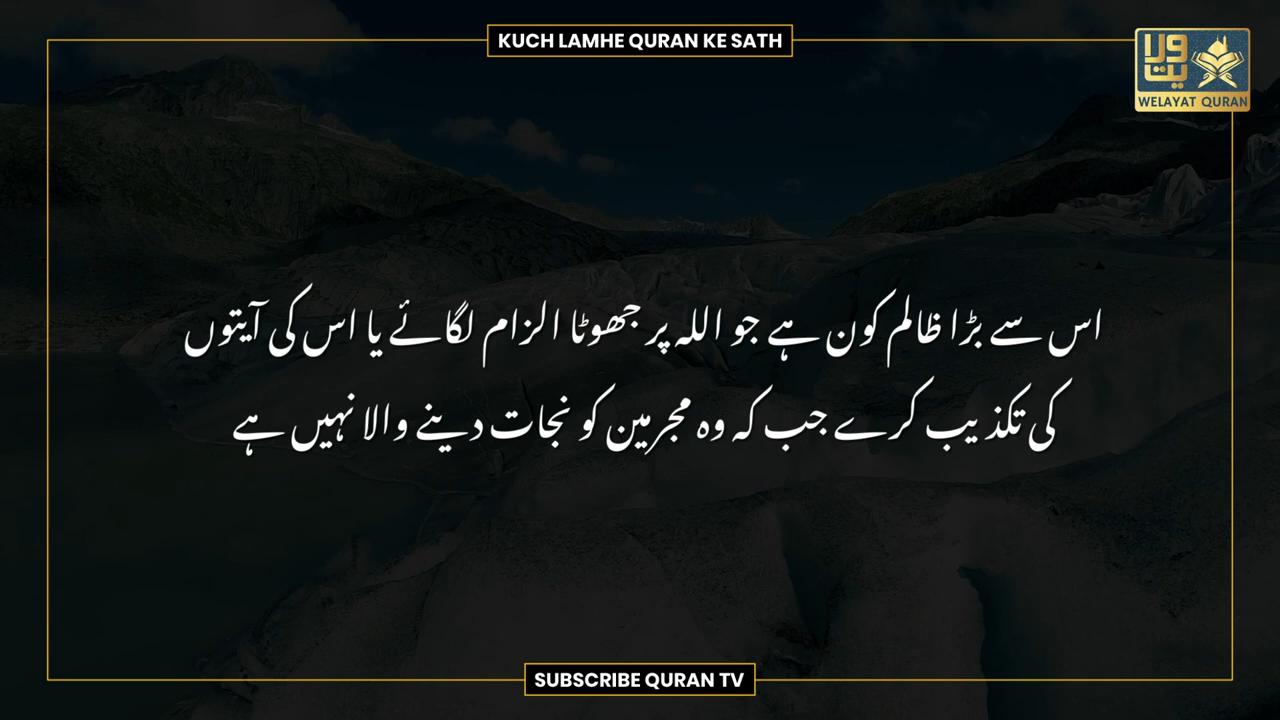 KUCH LAMHE QURAN KE SATH
ولایت
WELAYAT QURAN
اس سے بڑا ظالم کون ہے جو اللہ پر جھوٹا الزام لگائے یا اس کی آیتوں
کی تکذیب کرے جب کہ وہ مجرمین کو نجات دینے والا نہیں ہے
SUBSCRIBE QURAN TV